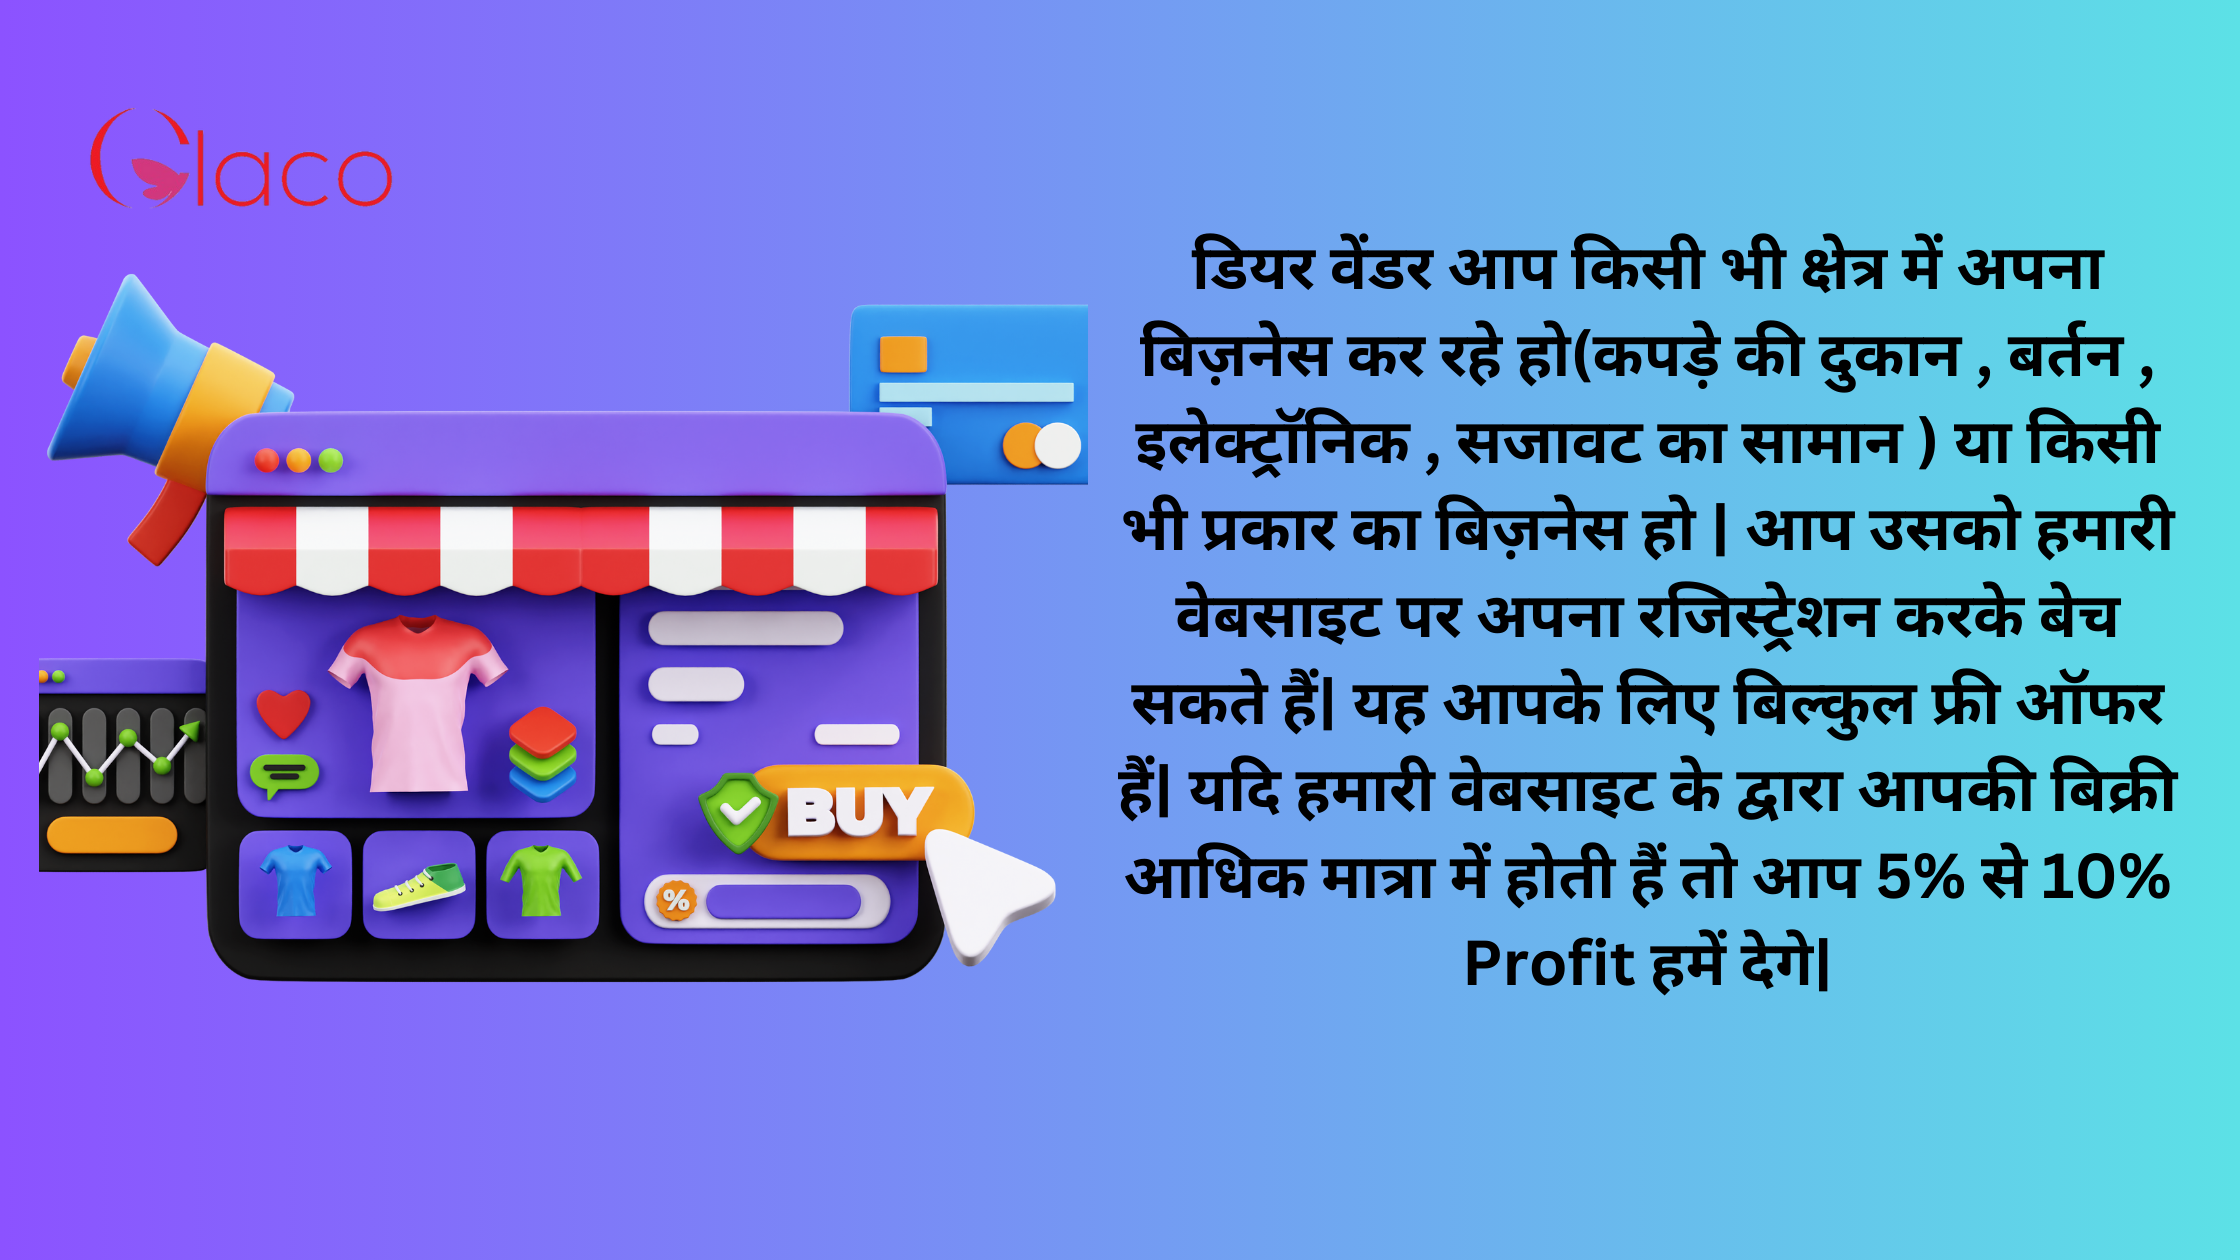 Glaco
डियर वेंडर आप किसी भी क्षेत्र में अपना
बिज़नेस कर रहे हो(कपड़े की दुकान , बर्तन ,
इलेक्ट्रॉनिक , सजावट का सामान ) या किसी
भी प्रकार का बिज़नेस हो | आप उसको हमारी
वेबसाइट पर अपना रजिस्ट्रेशन करके बेच
सकते हैं| यह आपके लिए बिल्कुल फ्री ऑफर
हैं| यदि हमारी वेबसाइट के द्वारा आपकी बिक्री
आधिक मात्रा में होती हैं तो आप 5% से 10%
Profit हमें देगे|
BUY
%